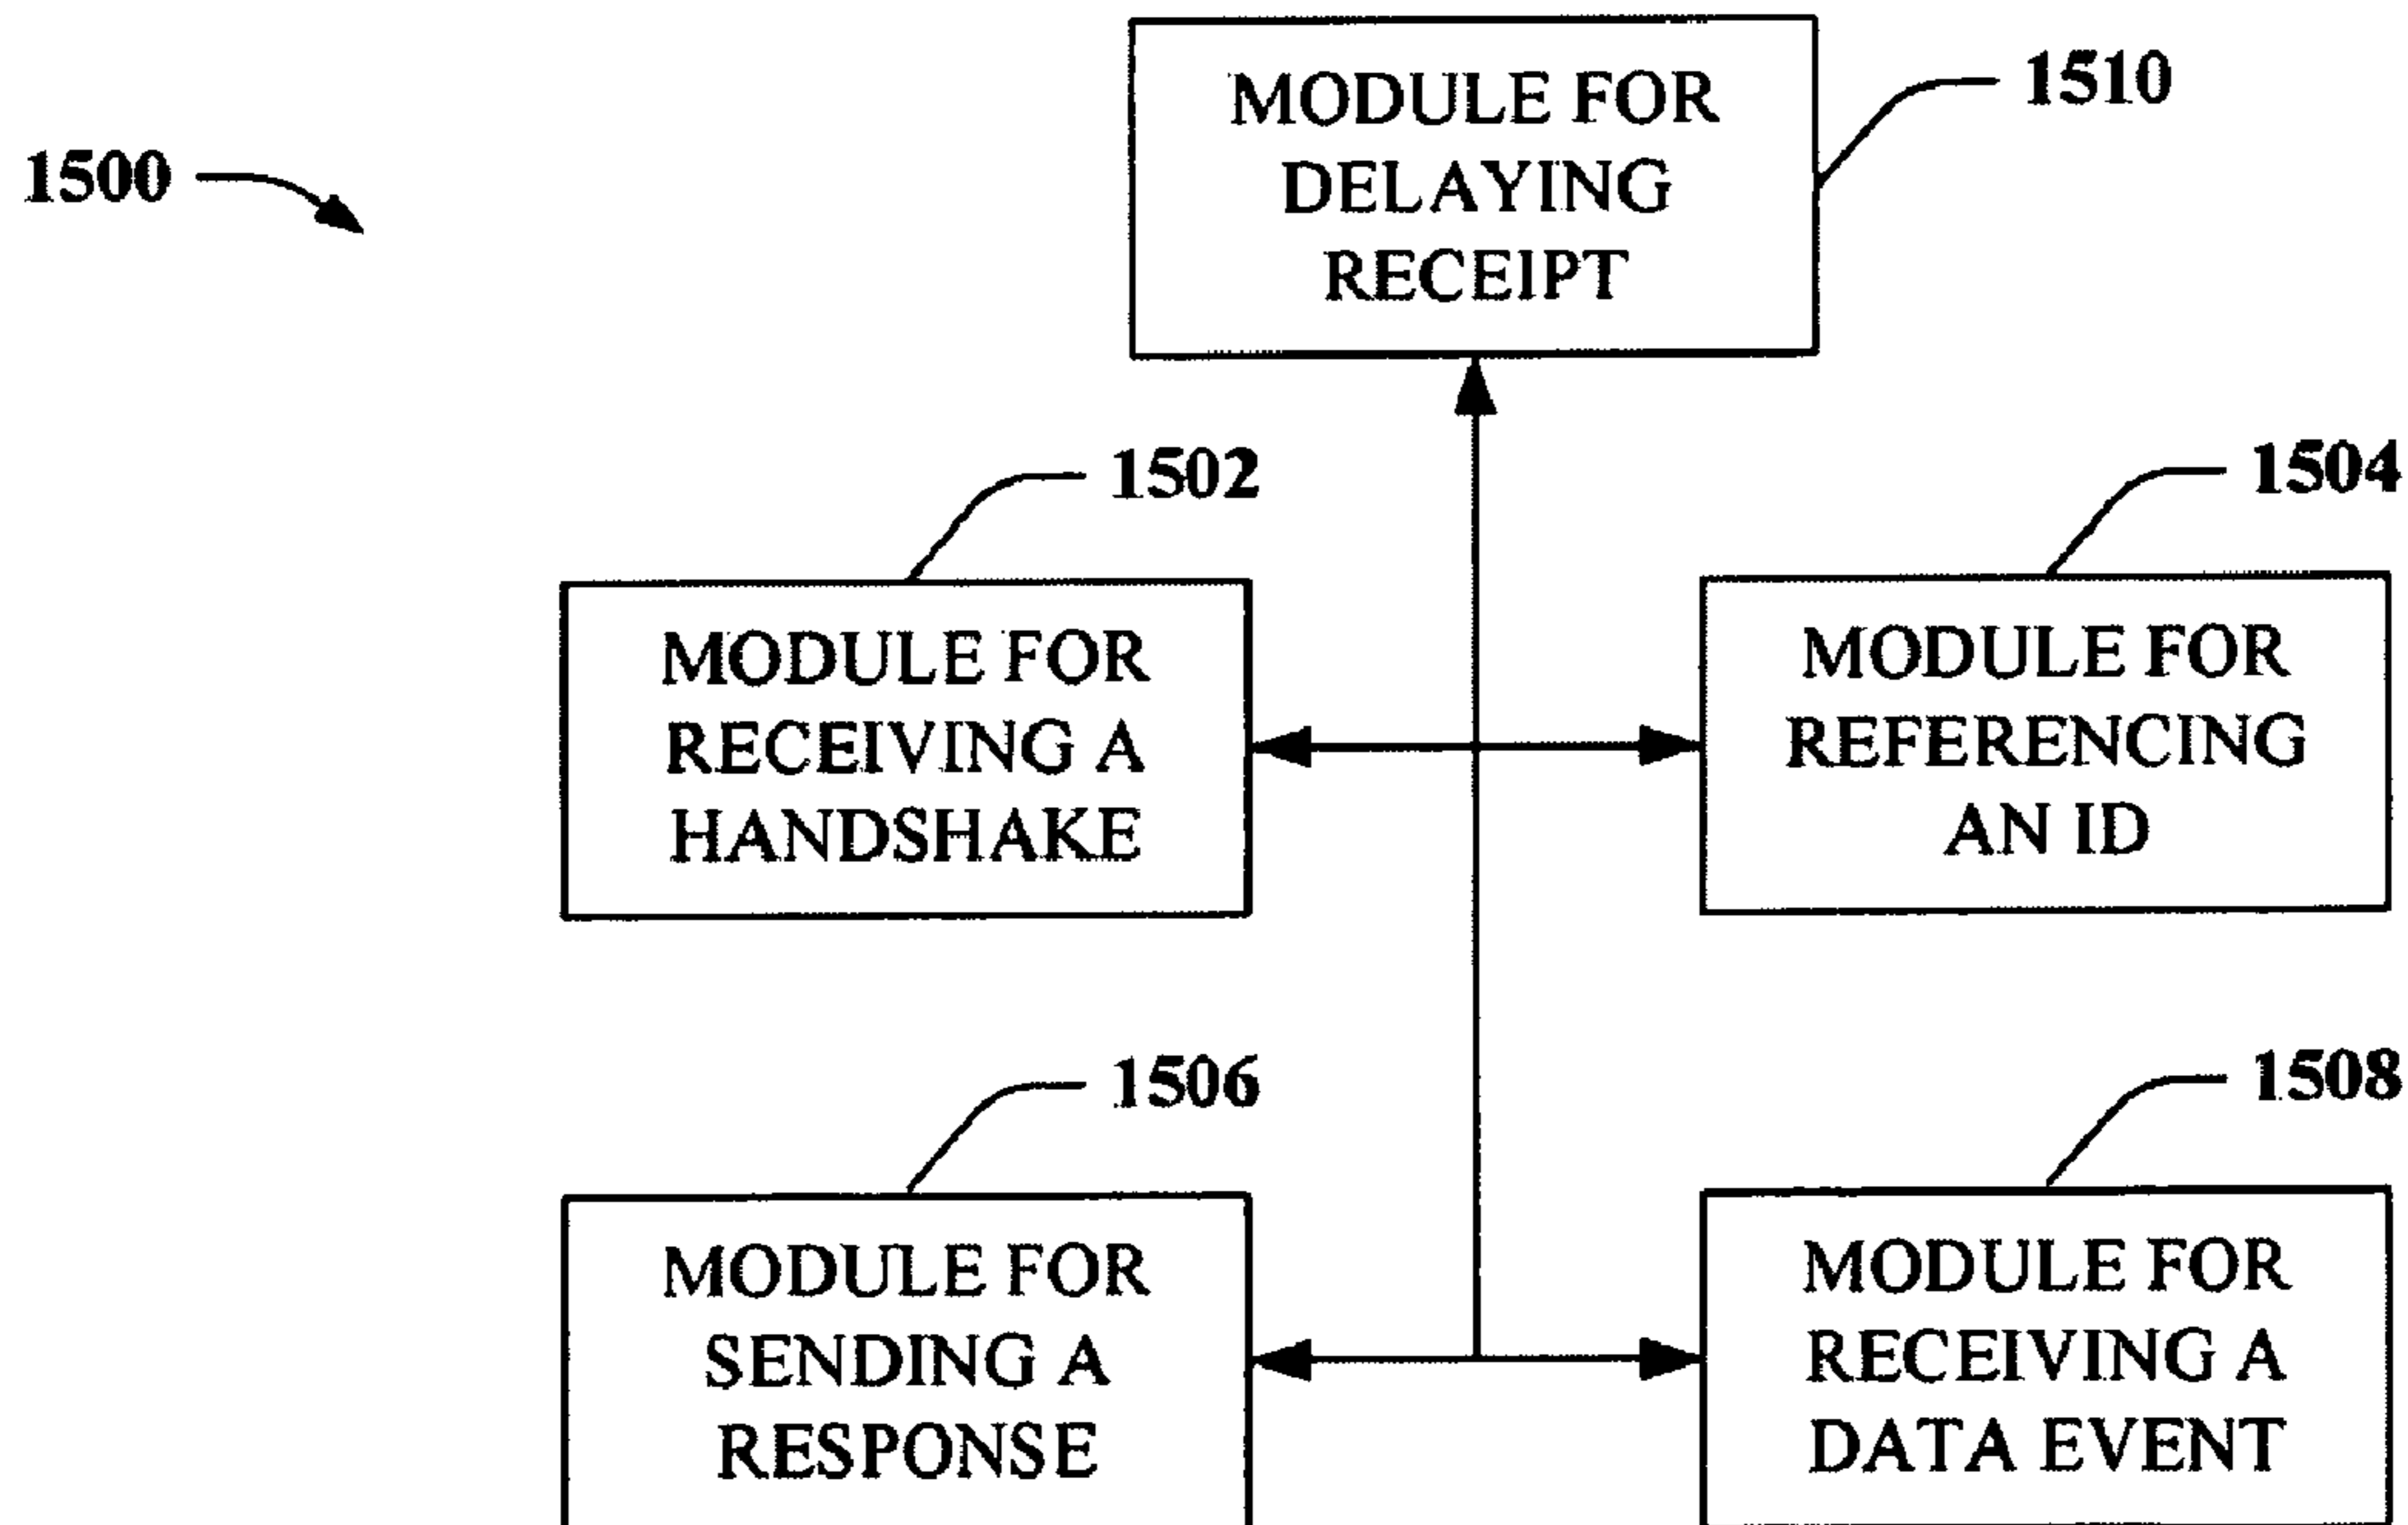 1510
MODULE FOR
DELAYING
RECEIPT
1500
1502
1504
MODULE FOR
RECEIVING A
HANDSHAKE
MODULE FOR
REFERENCING
AN ID
1506
1508
MODULE FOR
SENDING A
RESPONSE
MODULE FOR
RECEIVING A
DATA EVENT